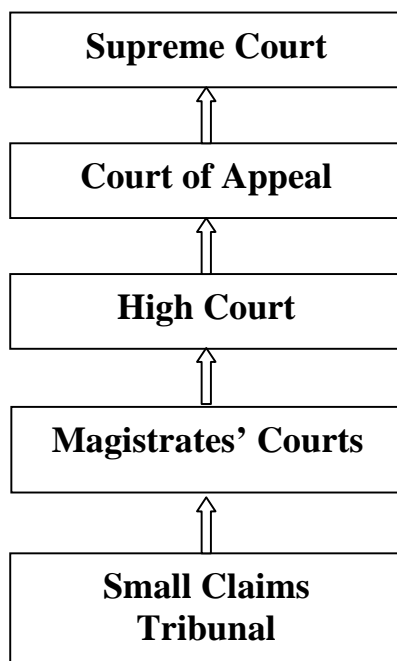 Supreme Court
Court of Appeal
High Court
Magistrates’ Courts
Small Claims
Tribunal